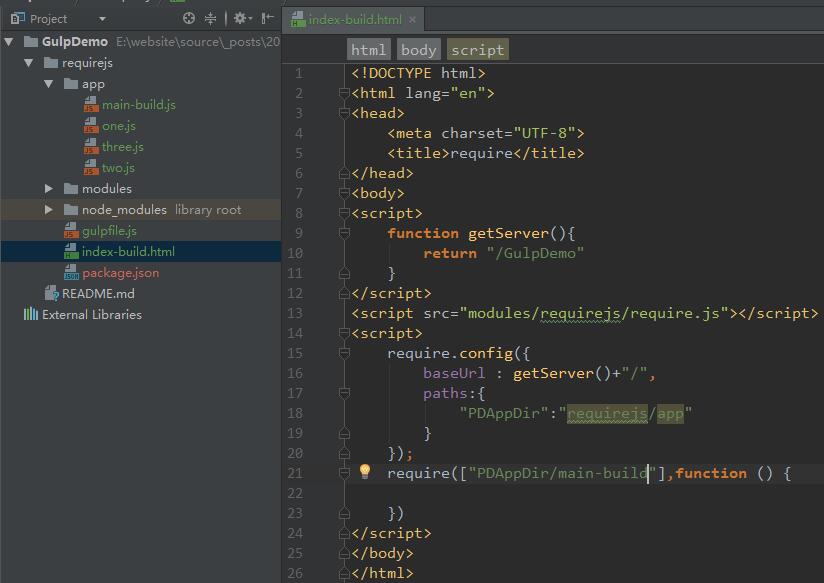 Project
GulpDemo E:\website\source\_posts\20
requirejs
app
main-build.js
one.js
three.js
two.js
modules
node_modules library root
gulpfile.js
index-build.html
package.json
README.md
External Libraries
index-build.html ×
html body script
1 <!DOCTYPE html>
2 <html lang="en">
3 <head>
4 <meta charset="UTF-8">
5 <title>require</title>
6 </head>
7 <body>
8 <script>
9 function getServer(){
10 return "/GulpDemo"
11 }
12 </script>
13 <script src="modules/requirejs/require.js"></script>
14 <script>
15 require.config({
16 baseUrl : getServer()+"/",
17 paths:{
18 "PDAppDir":"requirejs/app"
19 }
20 });
21 require(["PDAppDir/main-build"],function () {
22
23 })
24 </script>
25 </body>
26 </html>